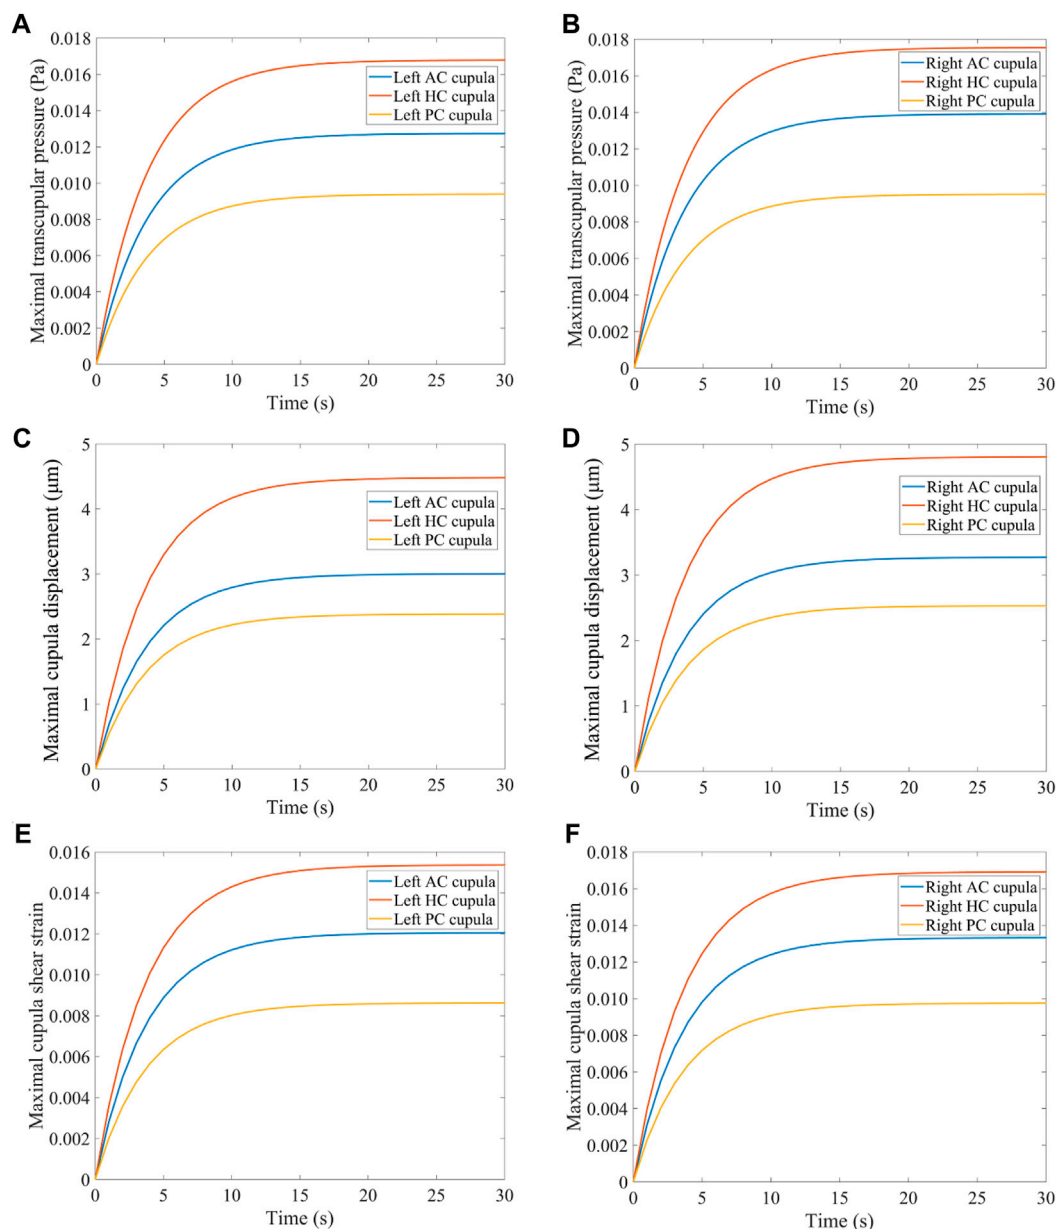 A
0.018
0.016
0.014
0.012
0.010
0.008
0.006
0.004
0.002
0
Maximal transcupular pressure (Pa)
Left AC cupula
Left HC cupula
Left PC cupula
0 5 10 15 20 25 30
Time (s)
B
0.018
0.016
0.014
0.012
0.010
0.008
0.006
0.004
0.002
0
Maximal transcupular pressure (Pa)
Right AC cupula
Right HC cupula
Right PC cupula
0 5 10 15 20 25 30
Time (s)
C
5
4
3
2
1
0
Maximal cupula displacement (μm)
Left AC cupula
Left HC cupula
Left PC cupula
0 5 10 15 20 25 30
Time (s)
D
5
4
3
2
1
0
Maximal cupula displacement (μm)
Right AC cupula
Right HC cupula
Right PC cupula
0 5 10 15 20 25 30
Time (s)
E
0.016
0.014
0.012
0.010
0.008
0.006
0.004
0.002
0
Maximal cupula shear strain
Left AC cupula
Left HC cupula
Left PC cupula
0 5 10 15 20 25 30
Time (s)
F
0.018
0.016
0.014
0.012
0.010
0.008
0.006
0.004
0.002
0
Maximal cupula shear strain
Right AC cupula
Right HC cupula
Right PC cupula
0 5 10 15 20 25 30
Time (s)